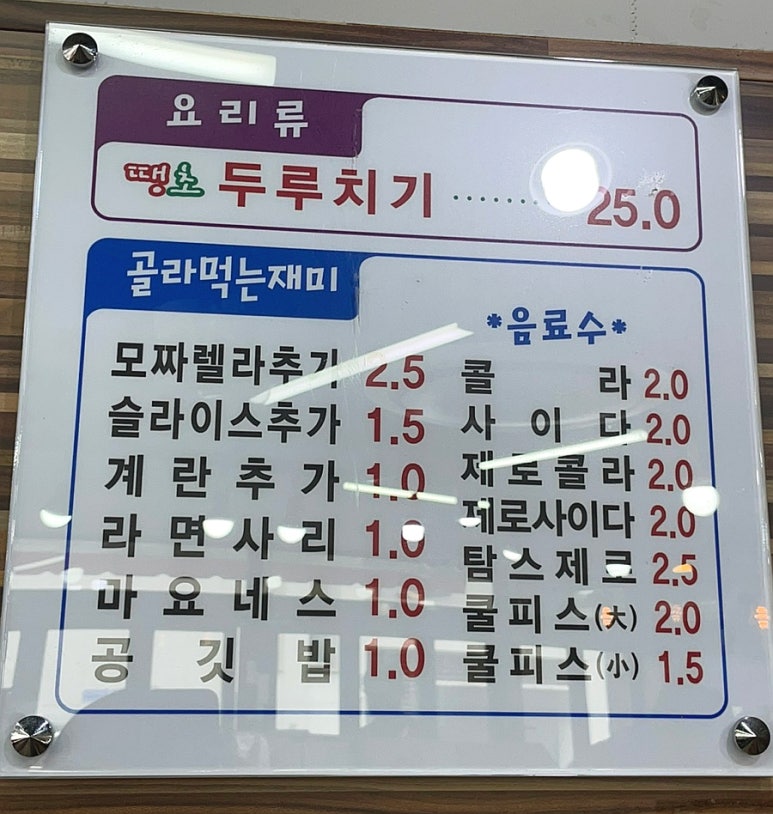 요리류
땡초 두루치기 ········ 25.0
골라먹는재미
모짜렐라추가 2.5
슬라이스추가 1.5
계란추가 1.0
라면사리 1.0
마요네스 1.0
공깃밥 1.0
*음료수*
콜라 2.0
사이다 2.0
제로콜라 2.0
제로사이다 2.0
탐스제로 2.5
쿨피스(大) 2.0
쿨피스(小) 1.5